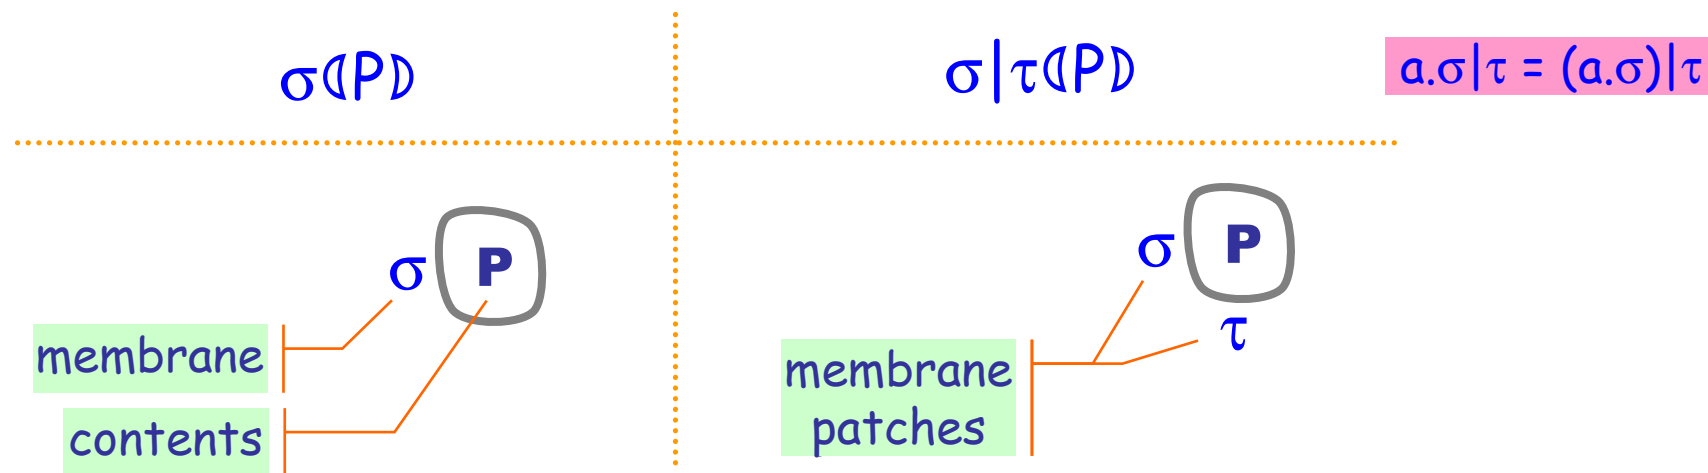 σ⦇P⦈
σ|τ⦇P⦈
a.σ|τ = (a.σ)|τ
σ P
membrane
contents
σ P
τ
membrane
patches